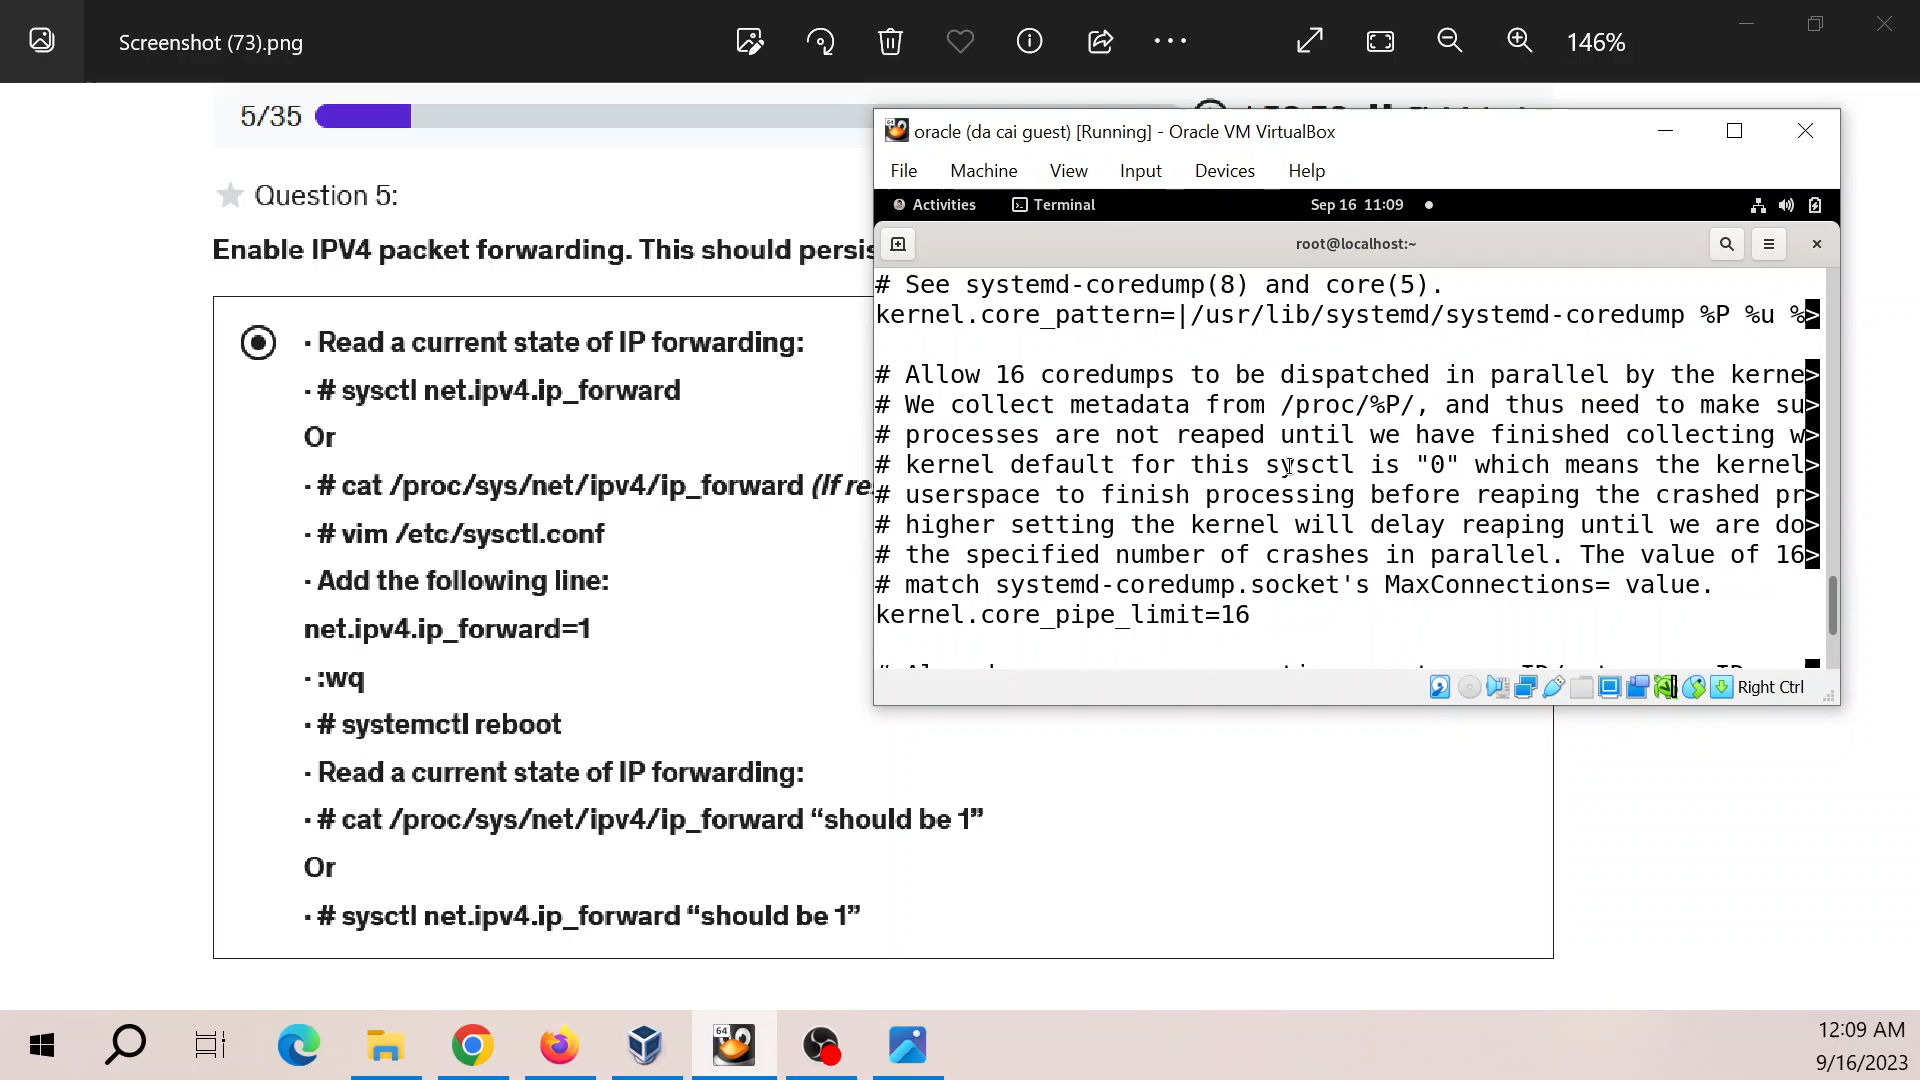 Screenshot (73).png
146%
5/35
Question 5:
Enable IPV4 packet forwarding. This should persis
· Read a current state of IP forwarding:
· # sysctl net.ipv4.ip_forward
Or
· # cat /proc/sys/net/ipv4/ip_forward (If re
· # vim /etc/sysctl.conf
· Add the following line:
net.ipv4.ip_forward=1
· :wq
· # systemctl reboot
· Read a current state of IP forwarding:
· # cat /proc/sys/net/ipv4/ip_forward “should be 1”
Or
· # sysctl net.ipv4.ip_forward “should be 1”
oracle (da cai guest) [Running] - Oracle VM VirtualBox
File Machine View Input Devices Help
Activities Terminal Sep 16 11:09
root@localhost:~
# See systemd-coredump(8) and core(5).
kernel.core_pattern=|/usr/lib/systemd/systemd-coredump %P %u %>
# Allow 16 coredumps to be dispatched in parallel by the kerne>
# We collect metadata from /proc/%P/, and thus need to make su>
# processes are not reaped until we have finished collecting w>
# kernel default for this sysctl is "0" which means the kernel>
# userspace to finish processing before reaping the crashed pr>
# higher setting the kernel will delay reaping until we are do>
# the specified number of crashes in parallel. The value of 16>
# match systemd-coredump.socket's MaxConnections= value.
kernel.core_pipe_limit=16
Right Ctrl
64
12:09 AM
9/16/2023